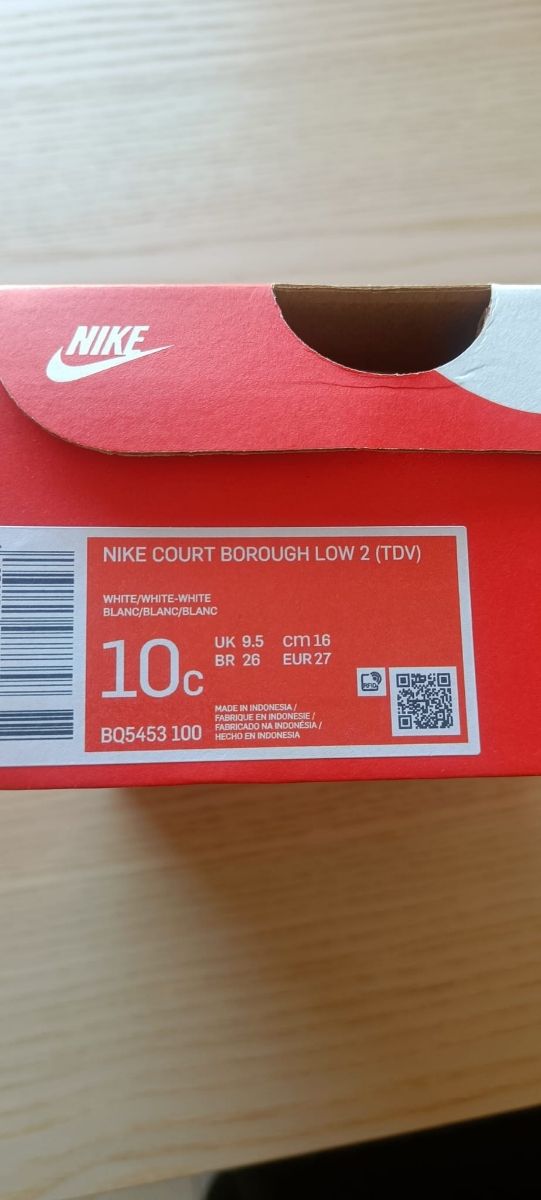 NIKE
NIKE COURT BOROUGH LOW 2 (TDV)
WHITE/WHITE-WHITE
BLANC/BLANC/BLANC
10C
UK 9.5 cm 16
BR 26 EUR 27
BQ5453 100
MADE IN INDONESIA /
FABRIQUE EN INDONESIE /
FABRICADO NA INDONÉSIA /
HECHO EN INDONESIA
RFID